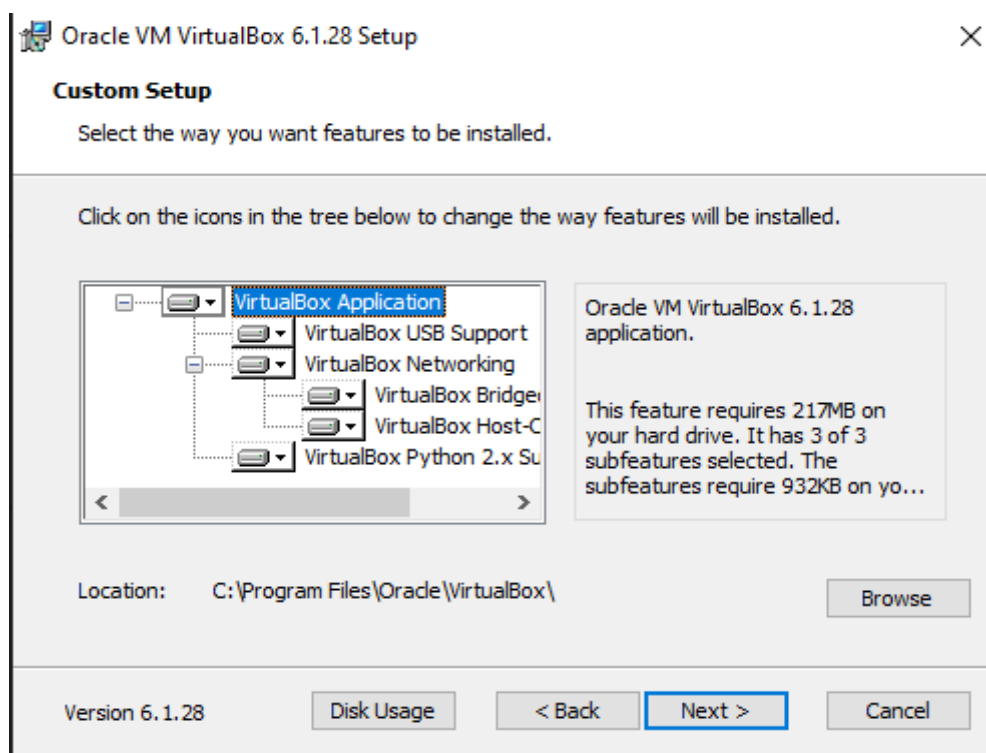 Oracle VM VirtualBox 6.1.28 Setup
Custom Setup
Select the way you want features to be installed.
Click on the icons in the tree below to change the way features will be installed.
VirtualBox Application
VirtualBox USB Support
VirtualBox Networking
VirtualBox Bridge
VirtualBox Host-C
VirtualBox Python 2.x Su
Oracle VM VirtualBox 6.1.28
application.
This feature requires 217MB on
your hard drive. It has 3 of 3
subfeatures selected. The
subfeatures require 932KB on yo...
Location: C:\Program Files\Oracle\VirtualBox\
Browse
Version 6.1.28
Disk Usage
< Back
Next >
Cancel